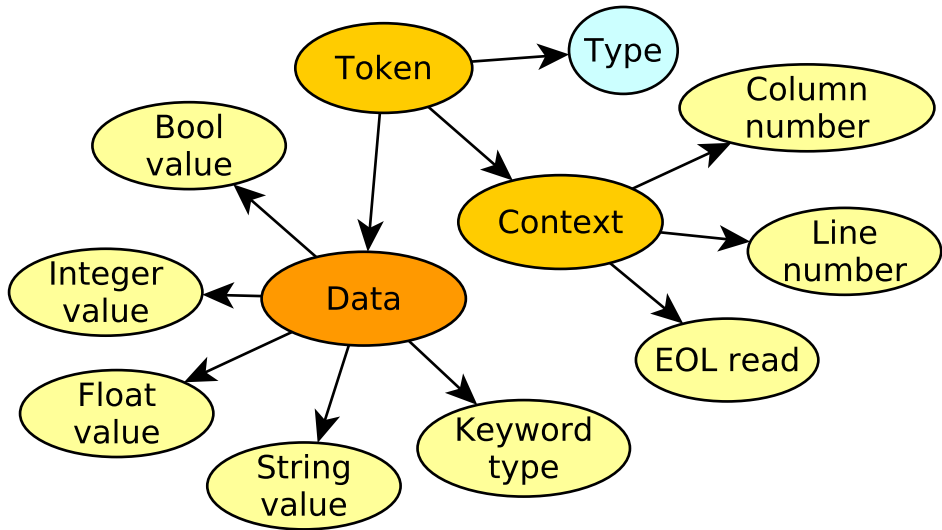 Token
Type
Column
number
Bool
value
Context
Line
number
Integer
value
Data
EOL read
Float
value
Keyword
type
String
value